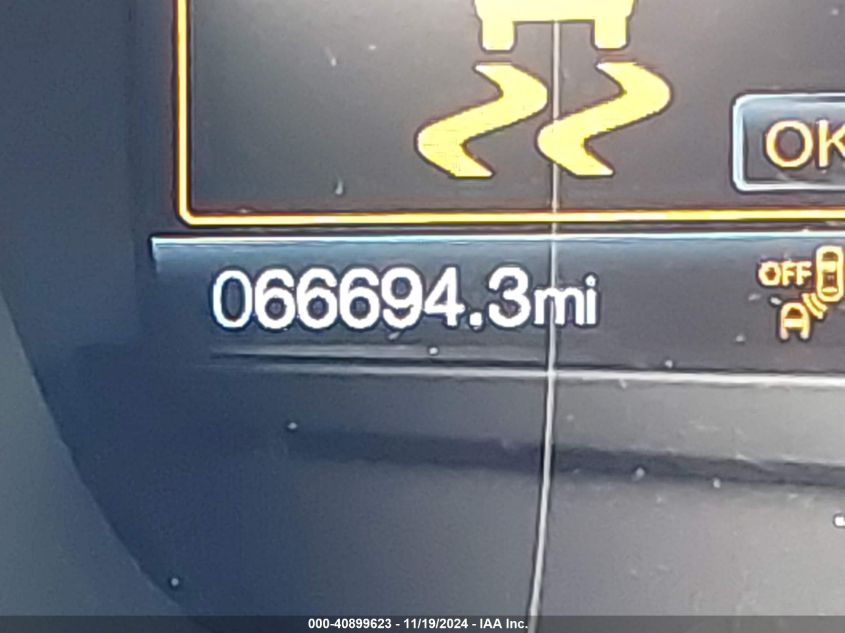 OK
066694.3mi
OFF
A
000-40899623 - 11/19/2024 - IAA Inc.